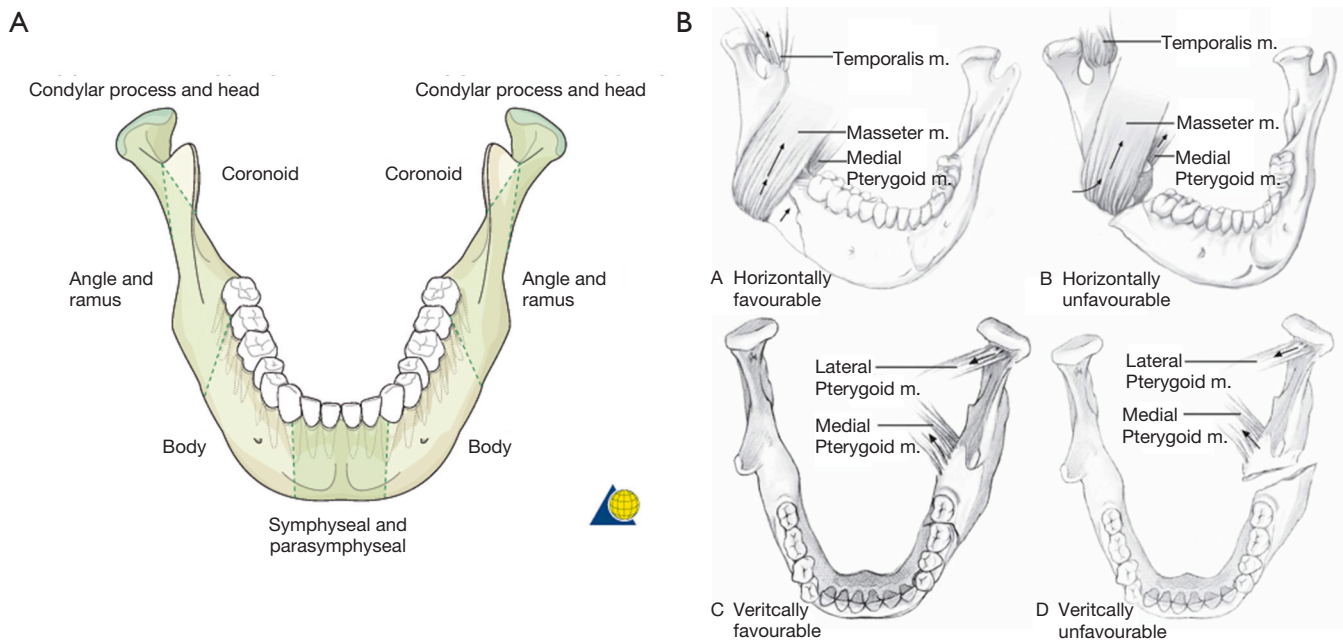 A
Condylar process and head
Condylar process and head
Coronoid
Coronoid
Angle and
ramus
Angle and
ramus
Body
Body
Symphyseal and
parasymphyseal
B
Temporalis m.
Masseter m.
Medial
Pterygoid m.
A Horizontally
favourable
Temporalis m.
Masseter m.
Medial
Pterygoid m.
B Horizontally
unfavourable
Lateral
Pterygoid m.
Medial
Pterygoid m.
C Veritcally
favourable
Lateral
Pterygoid m.
Medial
Pterygoid m.
D Veritcally
unfavourable